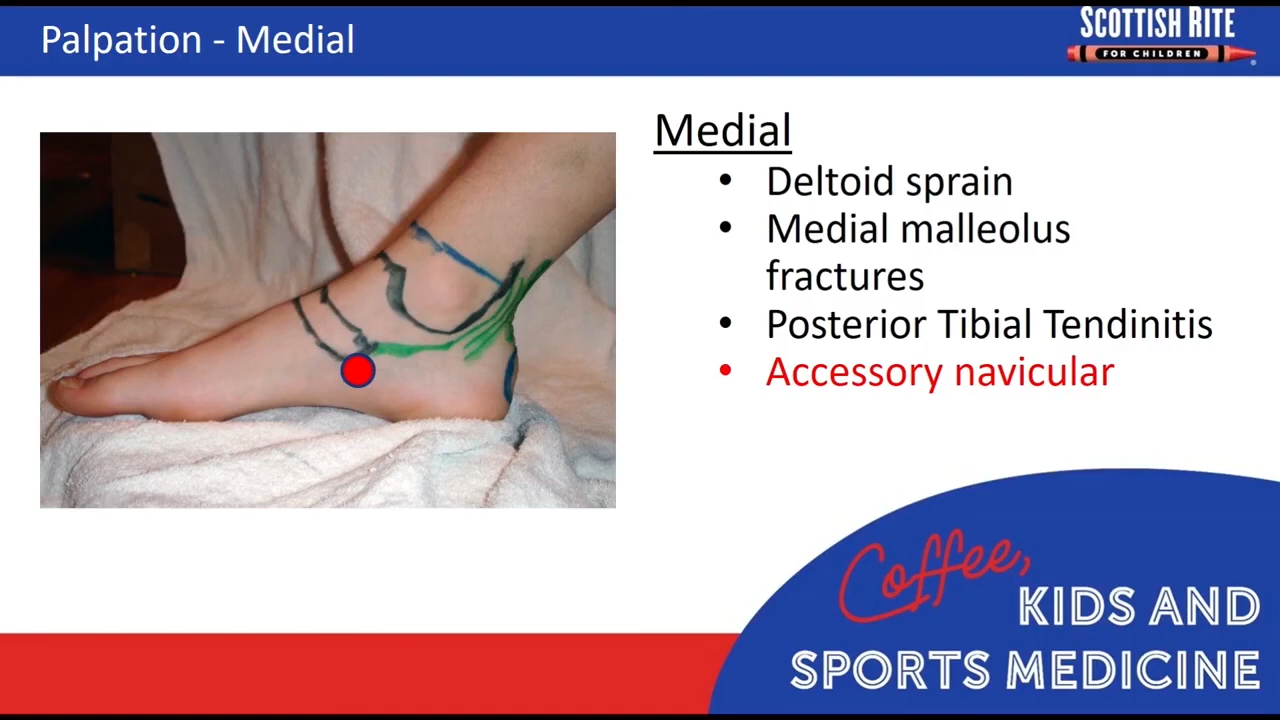 Palpation - Medial
SCOTTISH RITE
FOR CHILDREN
Medial
• Deltoid sprain
• Medial malleolus
fractures
• Posterior Tibial Tendinitis
• Accessory navicular
Coffee,
KIDS AND
SPORTS MEDICINE